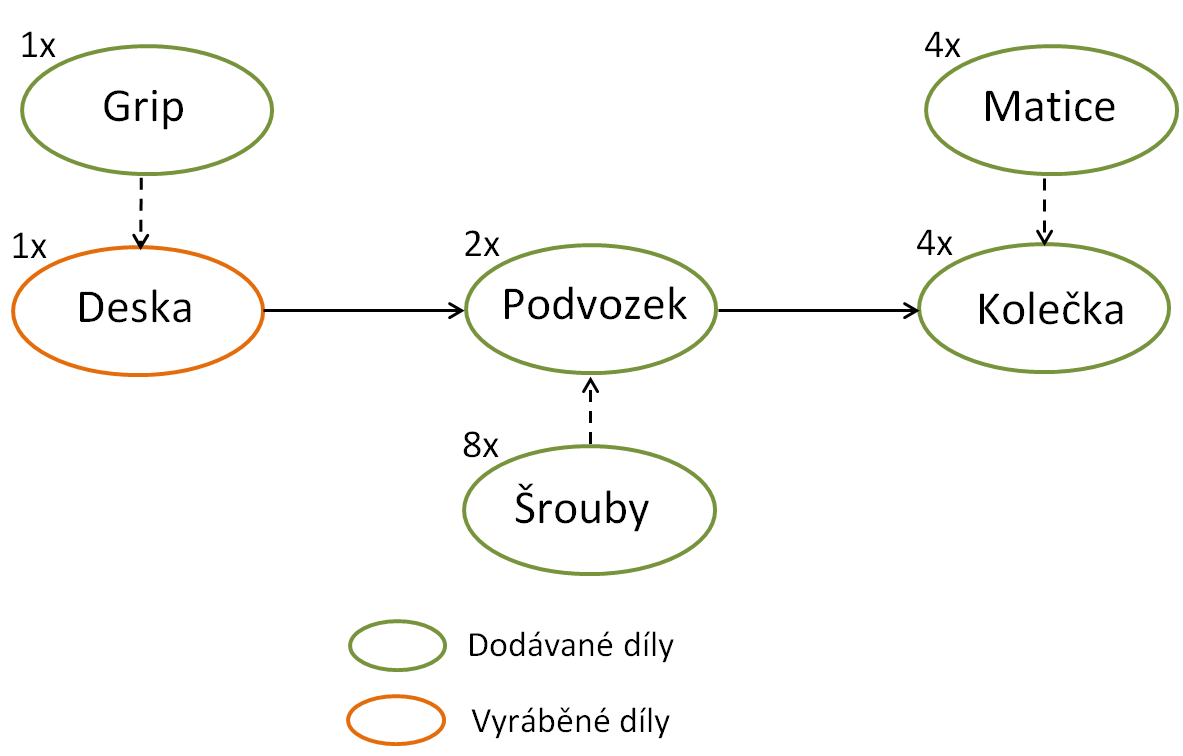 1x
Grip
4x
Matice
1x
Deska
2x
Podvozek
4x
Kolečka
8x
Šrouby
Dodávané díly
Vyráběné díly